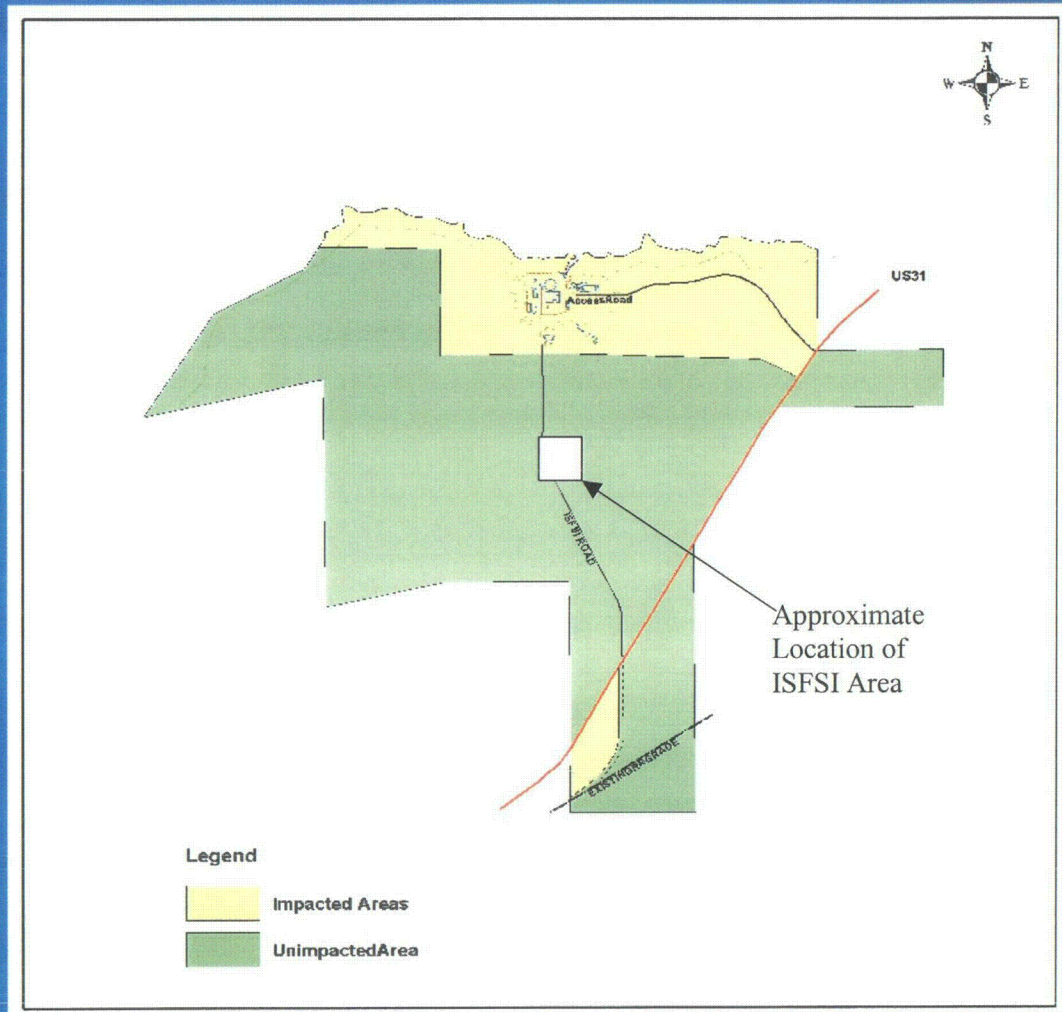 N
W E
S
US31
AccessRoad
ISFSI ROAD
Approximate
Location of
ISFSI Area
EXISTINGRRGRADE
Legend
Impacted Areas
UnimpactedArea